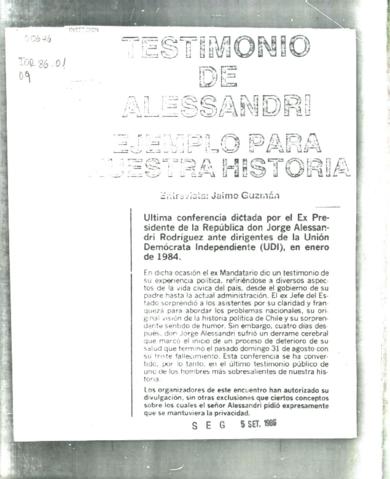 00646
JOR 86.01
09
TESTIMONIO
DE
ALESSANDRI
EJEMPLO PARA
NUESTRA HISTORIA
Entrevista: Jaime Guzmán
Ultima conferencia dictada por el Ex Pre-
sidente de la República don Jorge Alessan-
dri Rodríguez ante dirigentes de la Unión
Demócrata Independiente (UDI), en enero
de 1984.
En dicha ocasión el ex Mandatario dio un testimonio de
su experiencia política, refiriéndose a diversos aspec-
tos de la vida cívica del país, desde el gobierno de su
padre hasta la actual administración. El ex Jefe del Es-
tado sorprendió a los asistentes por su claridad y fran-
queza para abordar los problemas nacionales, su ori-
ginal visión de la historia política de Chile y su sorpren-
dente sentido de humor. Sin embargo, cuatro días des-
pués, don Jorge Alessandri sufrió un derrame cerebral
que marcó el inicio de un proceso de deterioro de su
salud que terminó el pasado domingo 31 de agosto con
su triste fallecimiento. Esta conferencia se ha conver-
tido, por lo tanto, en el último testimonio público de
uno de los hombres más sobresalientes de nuestra his-
toria.
Los organizadores de este encuentro han autorizado su
divulgación, sin otras exclusiones que ciertos conceptos
sobre los cuales el señor Alessandri pidió expresamente
que se mantuviera la privacidad.
S E G 5 SET. 1986